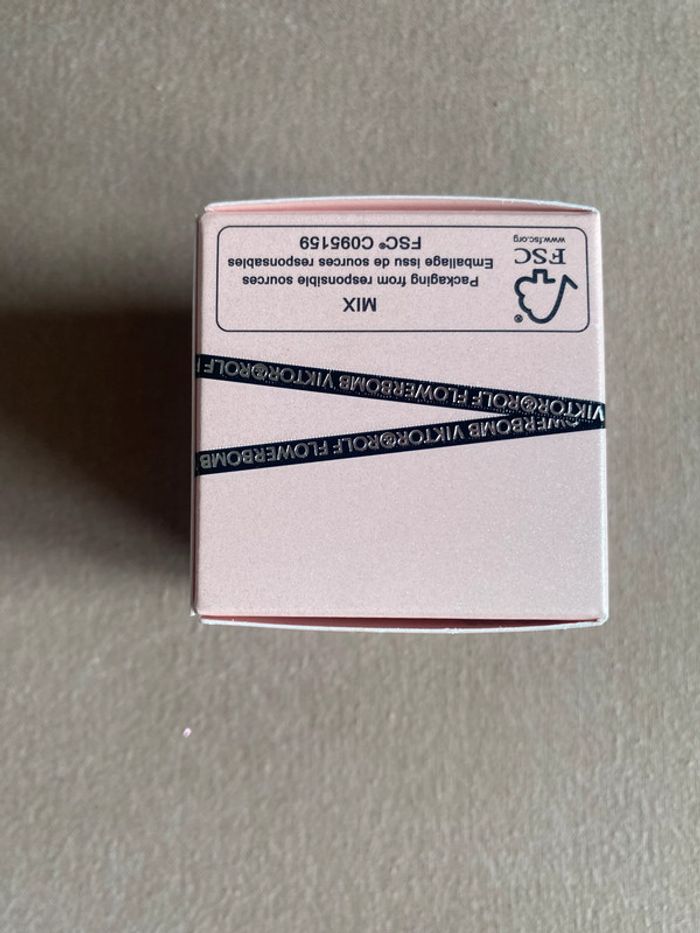 FSC
www.fsc.org
®
MIX
Packaging from responsible sources
Emballage issu de sources responsables
FSC® C095159
VIKTOR&ROLF FLOWERBOMB VIKTOR&ROLF F
FLOWERBOMB VIKTOR&ROLF FLOWERBOMB